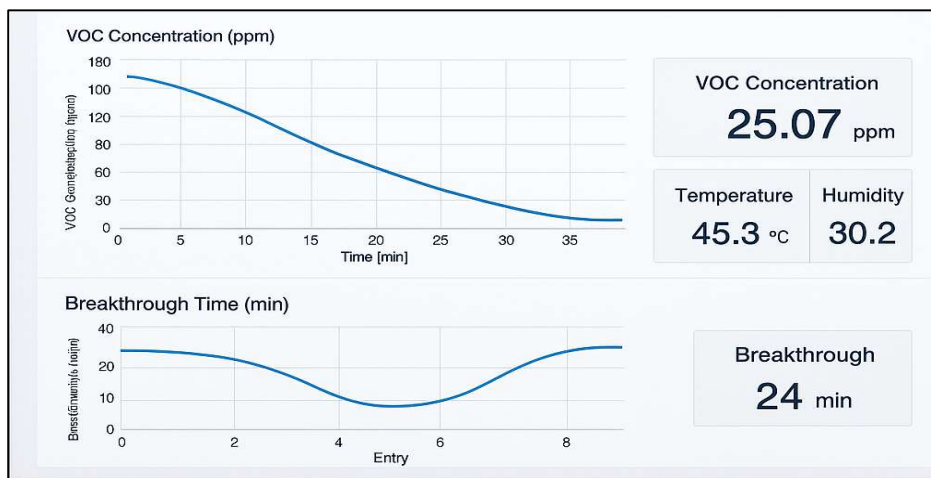 VOC Concentration (ppm)
180
100
120
80
60
30
0
0 5 10 15 20 25 30 35
Time [min]
VOC
VOC Concentration
25.07 ppm
Temperature
45.3 ºC
Humidity
30.2
Breakthrough Time (min)
40
20
10
0
0 2 4 6 8
Entry
Breakthrough
24 min